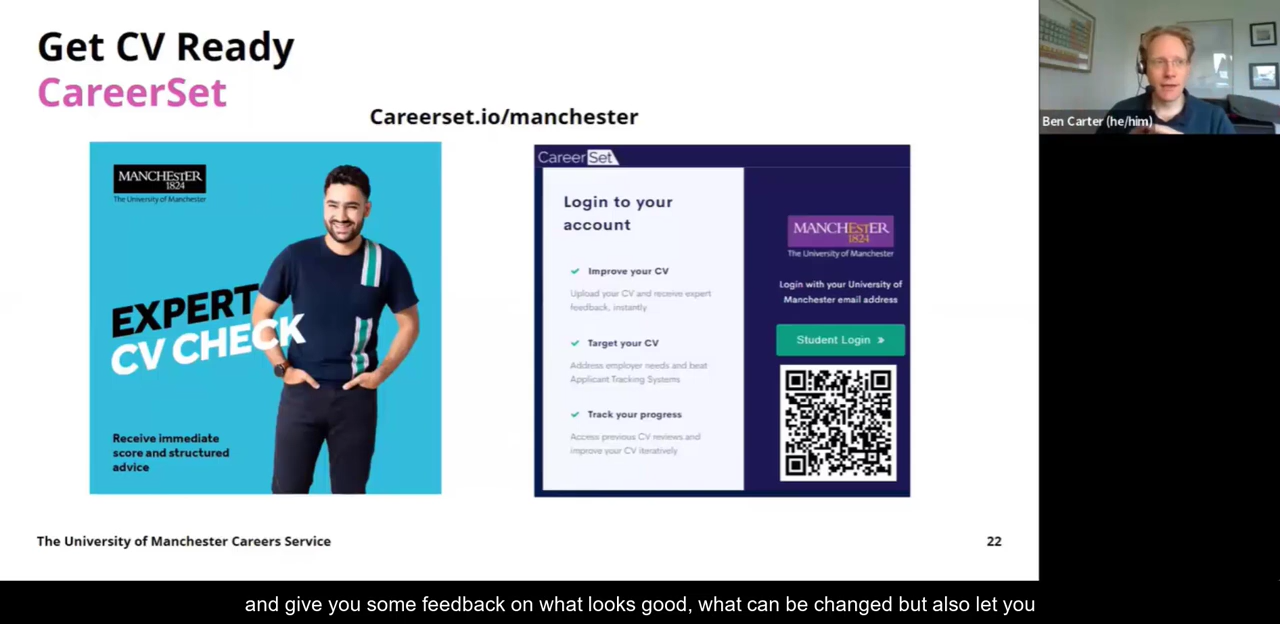 Get CV Ready
CareerSet
Careerset.io/manchester
MANCHESTER
1824
The University of Manchester
EXPERT
CV CHECK
Receive immediate
score and structured
advice
CareerSet
Login to your
account
Improve your CV
Upload your CV and receive expert
feedback, instantly
Target your CV
Address employer needs and beat
Applicant Tracking Systems
Track your progress
Access previous CV reviews and
improve your CV iteratively
MANCHESTER
1824
The University of Manchester
Login with your University of
Manchester email address
Student Login »
The University of Manchester Careers Service
22
Ben Carter (he/him)
and give you some feedback on what looks good, what can be changed but also let you